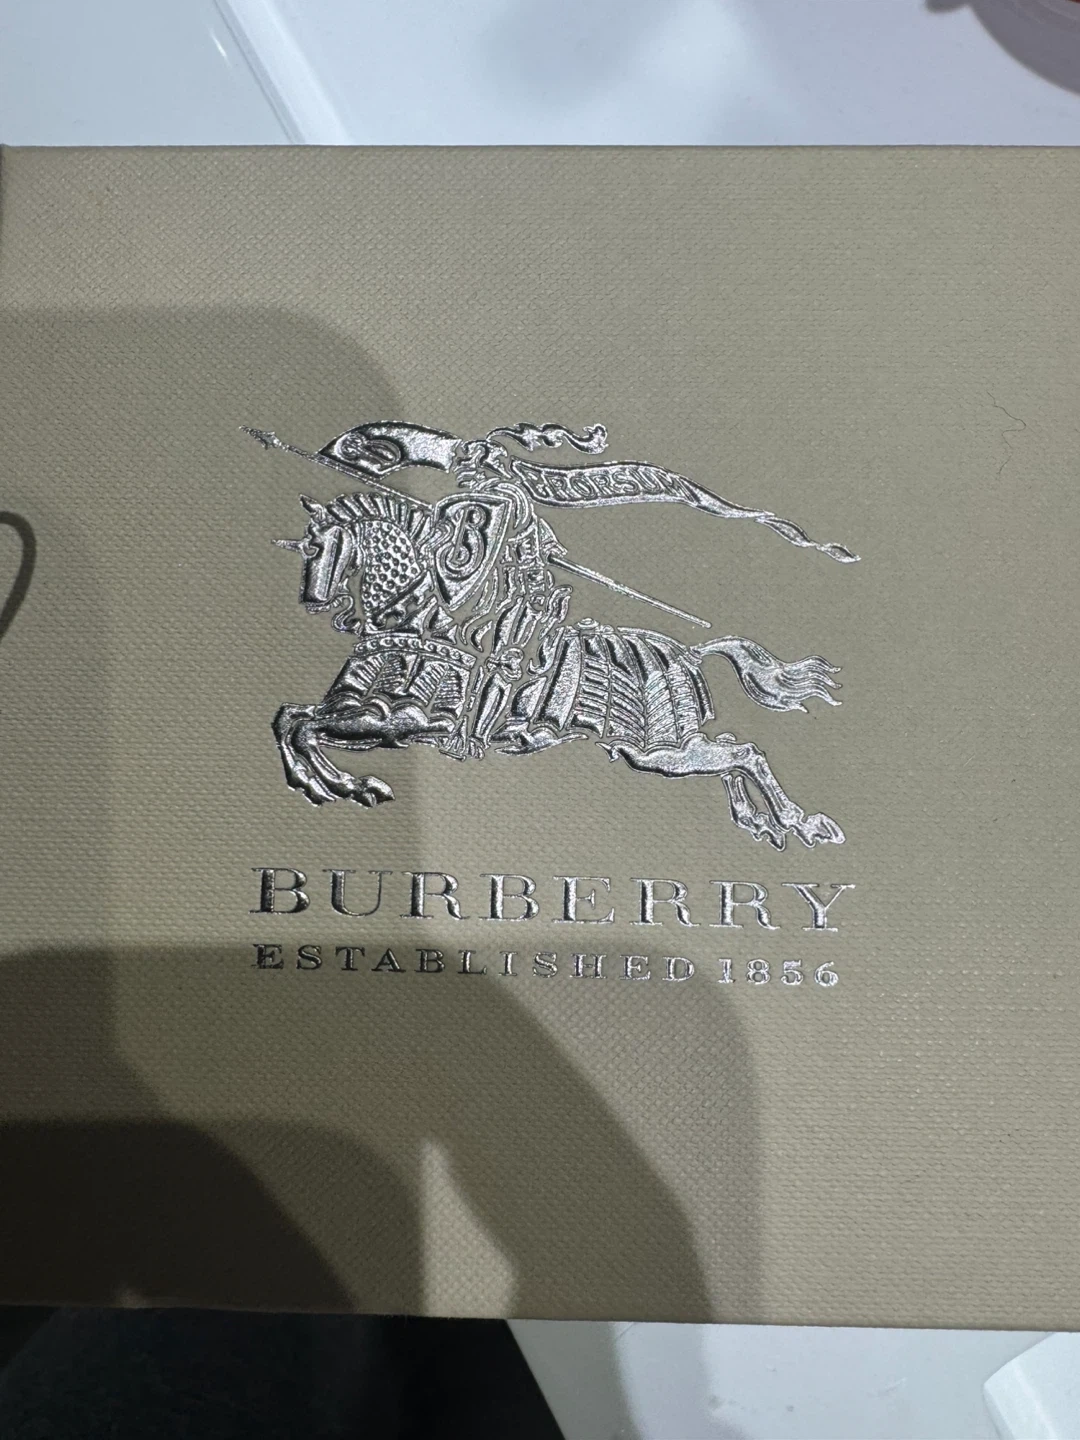 B
PRORSUM
BURBERRY
ESTABLISHED 1856